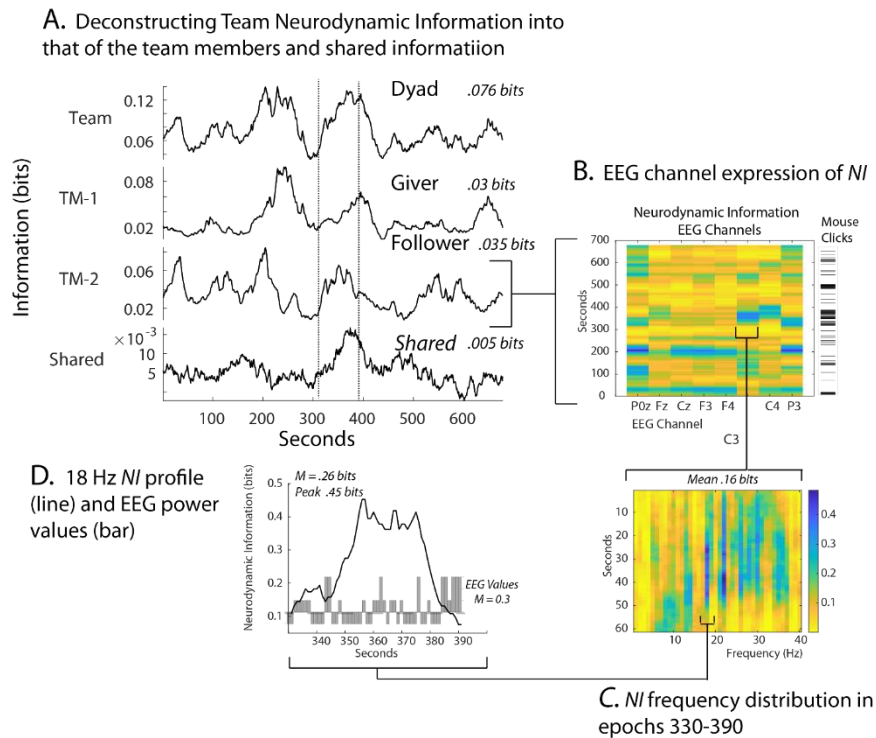 A. Deconstructing Team Neurodynamic Information into
that of the team members and shared informatiion
Information (bits)
Team
0.12
0.06
Dyad .076 bits
TM-1
0.08
0.02
Giver .03 bits
TM-2
0.06
0.02
Follower .035 bits
Shared
× 10⁻³
10
5
Shared .005 bits
100 200 300 400 500 600
Seconds
B. EEG channel expression of NI
Neurodynamic Information
EEG Channels
Mouse
Clicks
Seconds
700
600
500
400
300
200
100
0
P0z Fz Cz F3 F4 C4 P3
EEG Channel
C3
Mean .16 bits
Seconds
10
20
30
40
50
60
10 20 30 40
Frequency (Hz)
0.4
0.3
0.2
0.1
C. NI frequency distribution in
epochs 330-390
D. 18 Hz NI profile
(line) and EEG power
values (bar)
Neurodynamic Information (bits)
M = .26 bits
Peak .45 bits
0.5
0.4
0.3
0.2
0.1
EEG Values
M = 0.3
340 350 360 370 380 390
Seconds